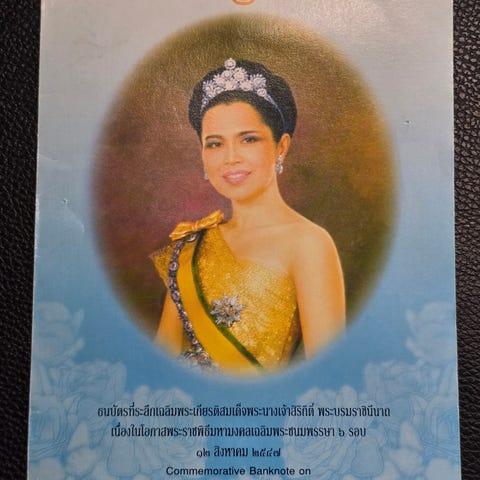 ธนบัตรที่ระลึกเฉลิมพระเกียรติสมเด็จพระนางเจ้าสิริกิติ์ พระบรมราชินีนาถ
เนื่องในโอกาสพระราชพิธีมหามงคลเฉลิมพระชนมพรรษา ๖ รอบ
๑๒ สิงหาคม ๒๕๔๗
Commemorative Banknote on